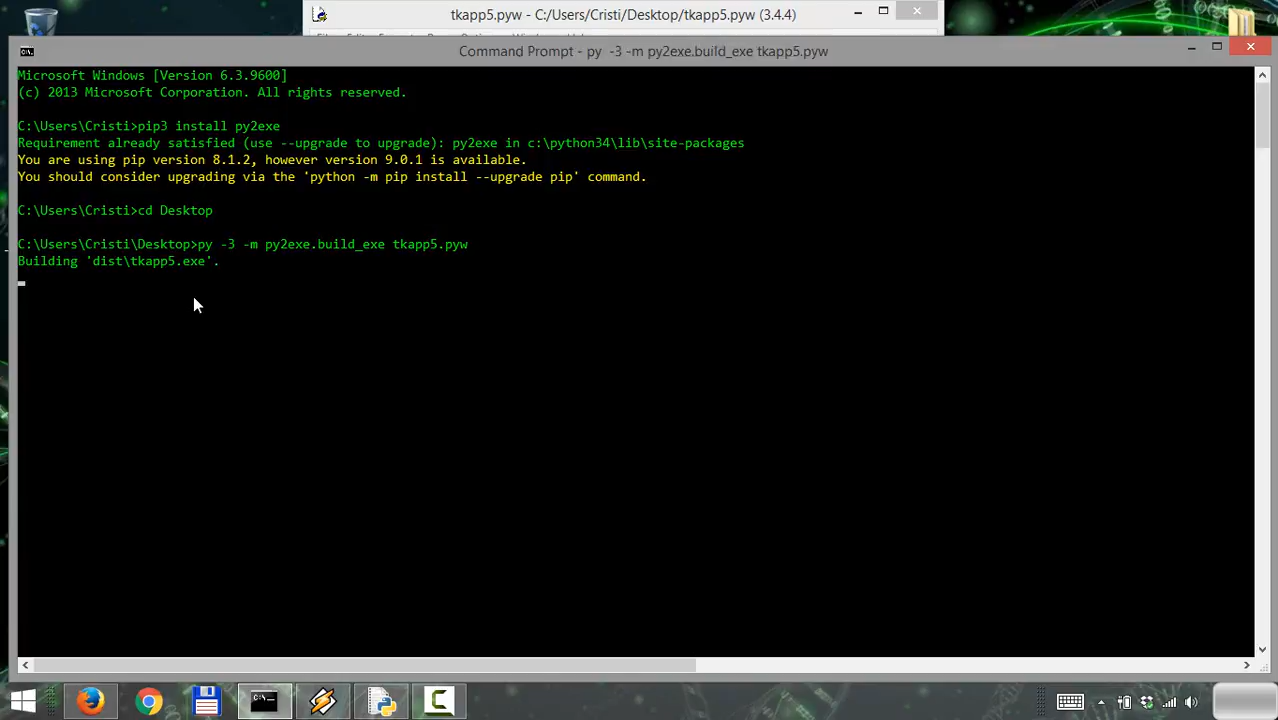 tkapp5.pyw - C:/Users/Cristi/Desktop/tkapp5.pyw (3.4.4)
Command Prompt - py  -3 -m py2exe.build_exe tkapp5.pyw
Microsoft Windows [Version 6.3.9600]
(c) 2013 Microsoft Corporation. All rights reserved.
C:\Users\Cristi>pip3 install py2exe
Requirement already satisfied (use --upgrade to upgrade): py2exe in c:\python34\lib\site-packages
You are using pip version 8.1.2, however version 9.0.1 is available.
You should consider upgrading via the 'python -m pip install --upgrade pip' command.
C:\Users\Cristi>cd Desktop
C:\Users\Cristi\Desktop>py -3 -m py2exe.build_exe tkapp5.pyw
Building 'dist\tkapp5.exe'.